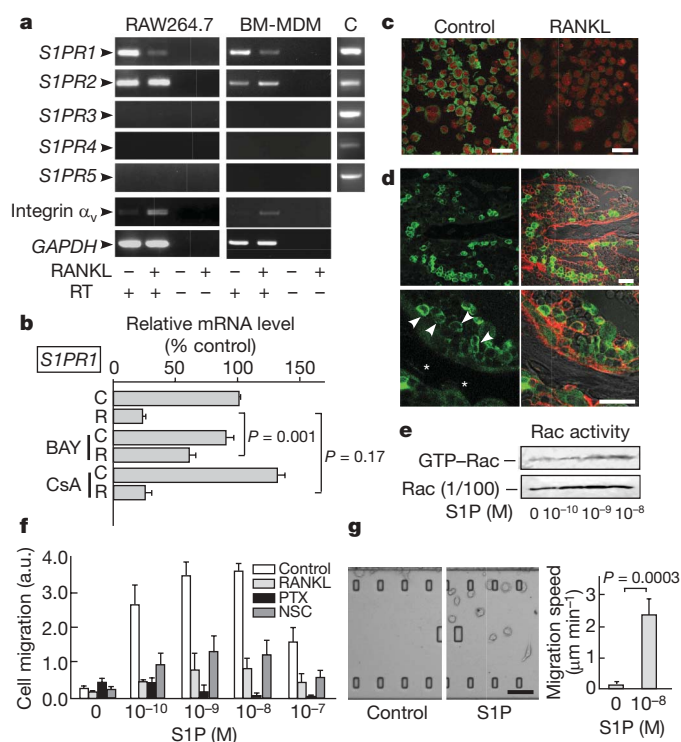 a
RAW264.7 BM-MDM C
S1PR1
S1PR2
S1PR3
S1PR4
S1PR5
Integrin αv
GAPDH
RANKL − + − − − + − +
RT + + − − + + − −
b
Relative mRNA level
(% control)
S1PR1
0 50 100 150
C
R
BAY C
R
CsA C
R
P = 0.001
P = 0.17
c
Control RANKL
d
* *
e
Rac activity
GTP–Rac
Rac (1/100)
S1P (M) 0 10−10 10−9 10−8
f
Cell migration (a.u.)
4.0
3.0
2.0
1.0
0
Control
RANKL
PTX
NSC
0 10−10 10−9 10−8 10−7
S1P (M)
g
Control S1P
Migration speed
(µm min−1)
P = 0.0003
3
2
1
0
0 10−8
S1P (M)